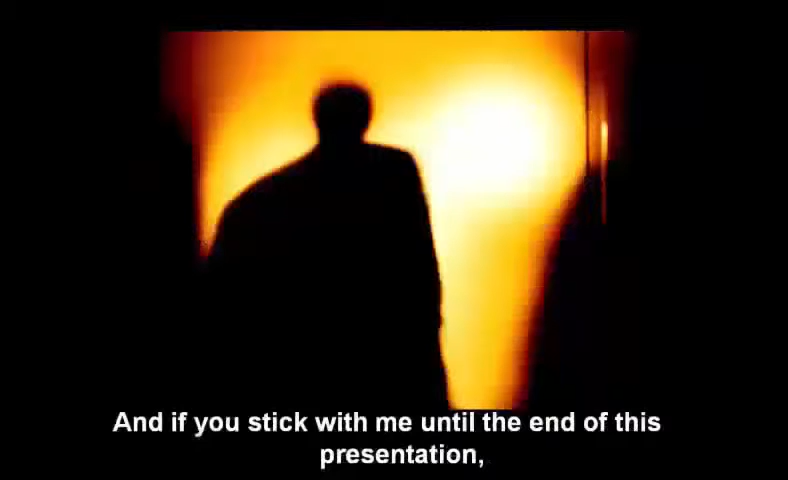 And if you stick with me until the end of this
presentation,